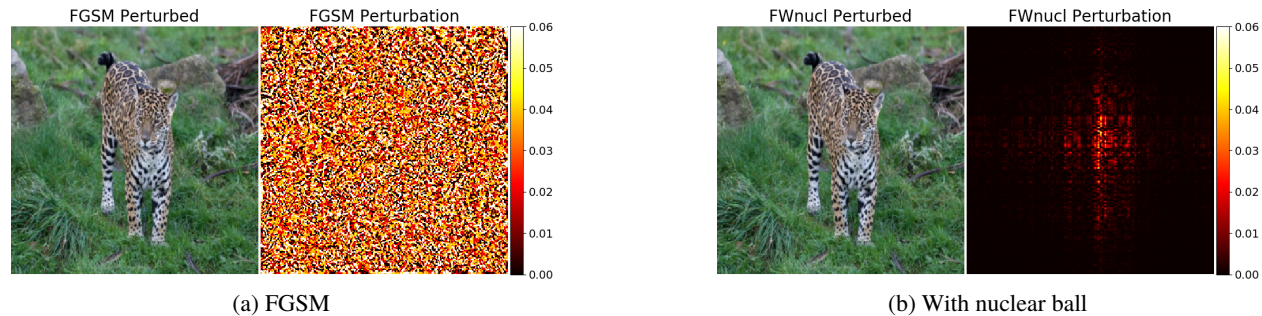 FGSM Perturbed
FGSM Perturbation
0.06
0.05
0.04
0.03
0.02
0.01
0.00
(a) FGSM
FWnucl Perturbed
FWnucl Perturbation
0.06
0.05
0.04
0.03
0.02
0.01
0.00
(b) With nuclear ball